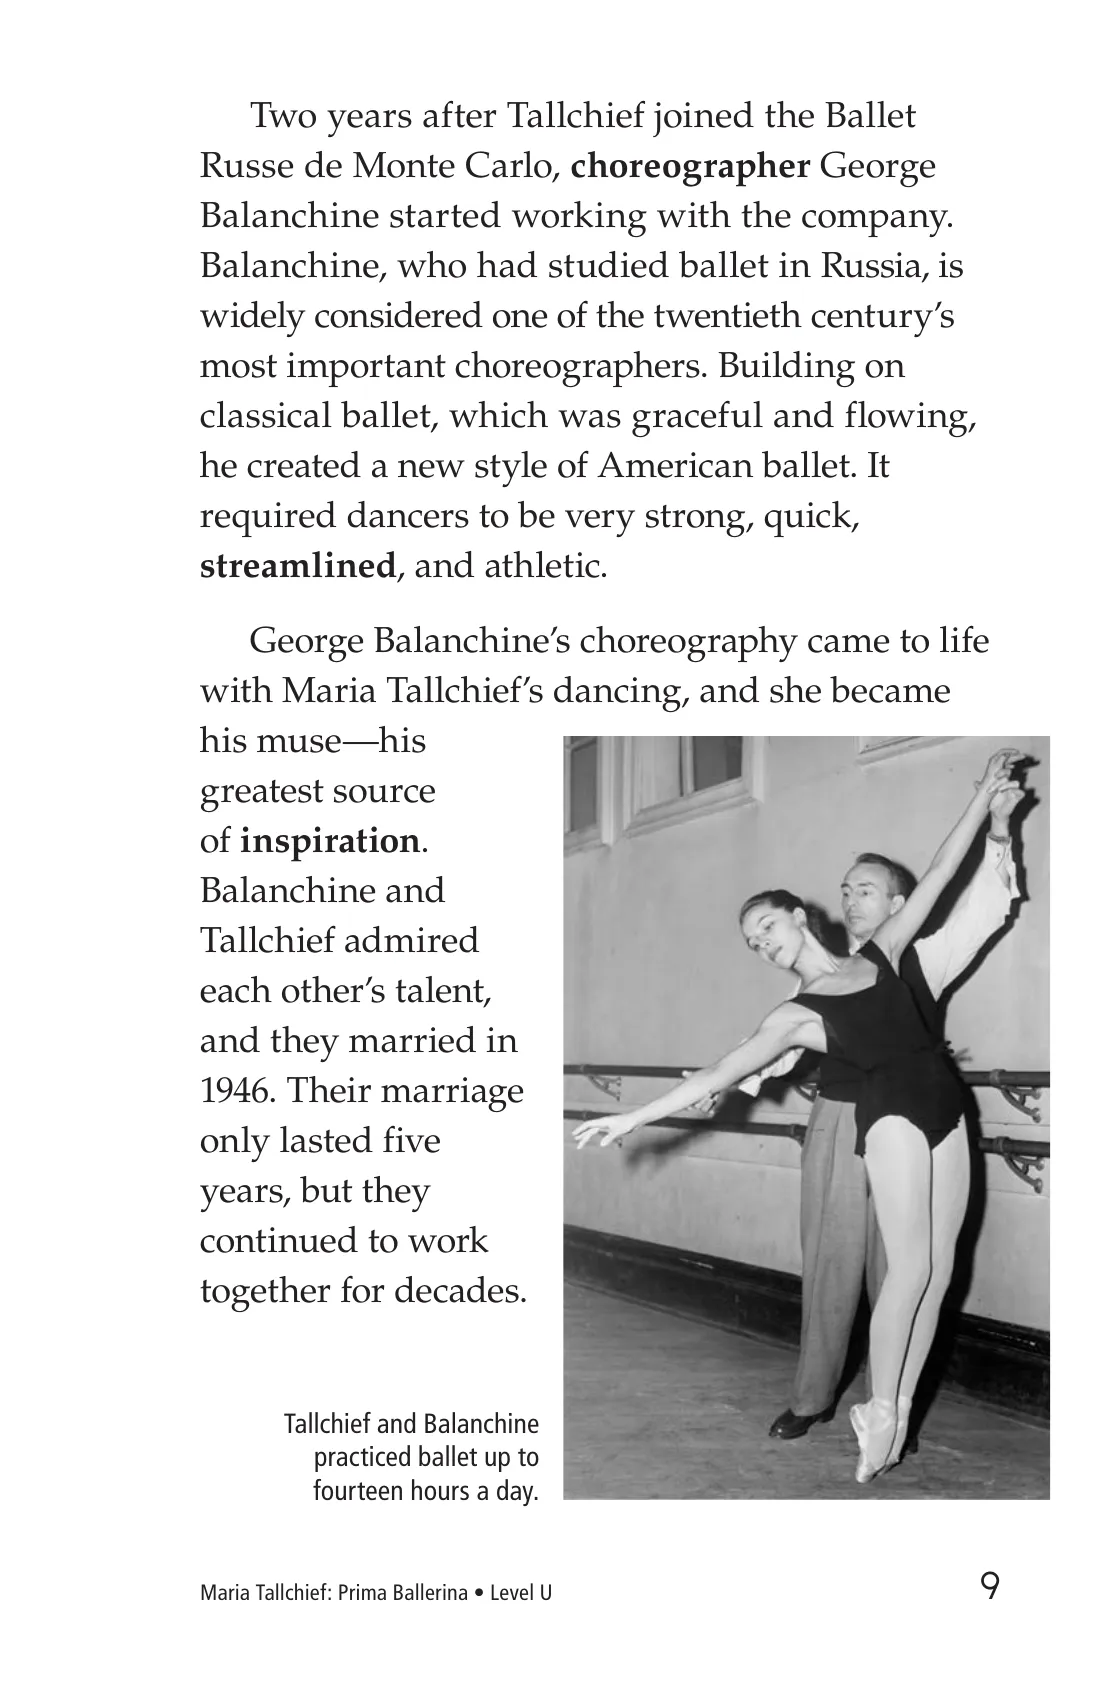 Two years after Tallchief joined the Ballet
Russe de Monte Carlo, choreographer George
Balanchine started working with the company.
Balanchine, who had studied ballet in Russia, is
widely considered one of the twentieth century’s
most important choreographers. Building on
classical ballet, which was graceful and flowing,
he created a new style of American ballet. It
required dancers to be very strong, quick,
streamlined, and athletic.
George Balanchine’s choreography came to life
with Maria Tallchief’s dancing, and she became
his muse—his
greatest source
of inspiration.
Balanchine and
Tallchief admired
each other’s talent,
and they married in
1946. Their marriage
only lasted five
years, but they
continued to work
together for decades.
Tallchief and Balanchine
practiced ballet up to
fourteen hours a day.
Maria Tallchief: Prima Ballerina • Level U
9